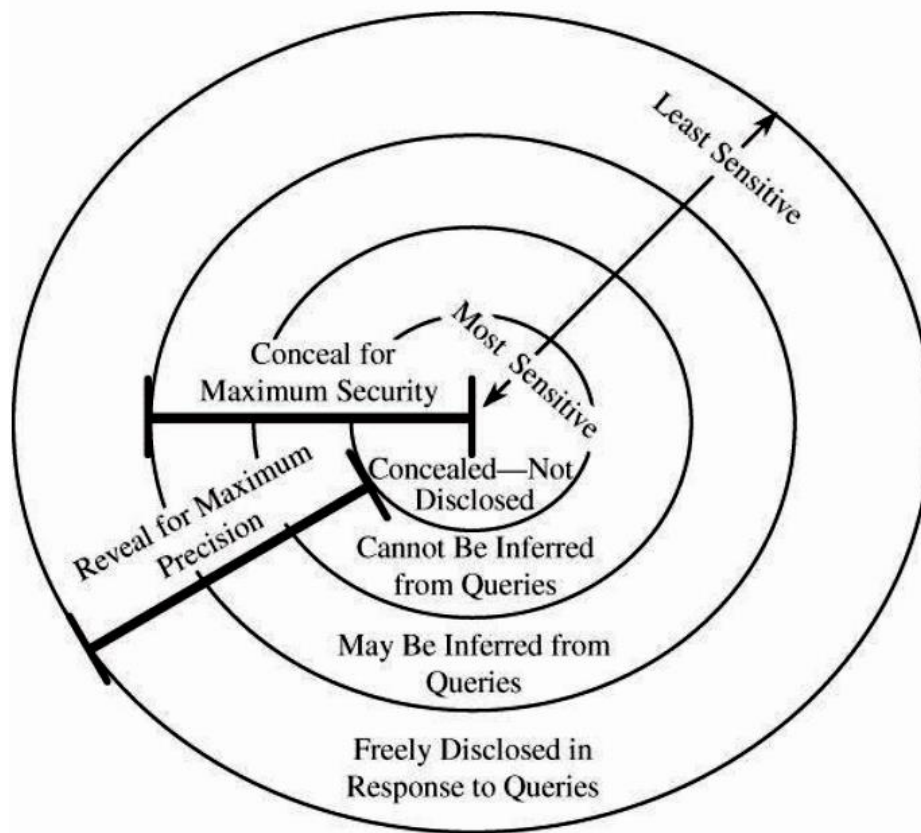 Least Sensitive
Most Sensitive
Conceal for
Maximum Security
Reveal for Maximum
Precision
Concealed—Not
Disclosed
Cannot Be Inferred
from Queries
May Be Inferred from
Queries
Freely Disclosed in
Response to Queries